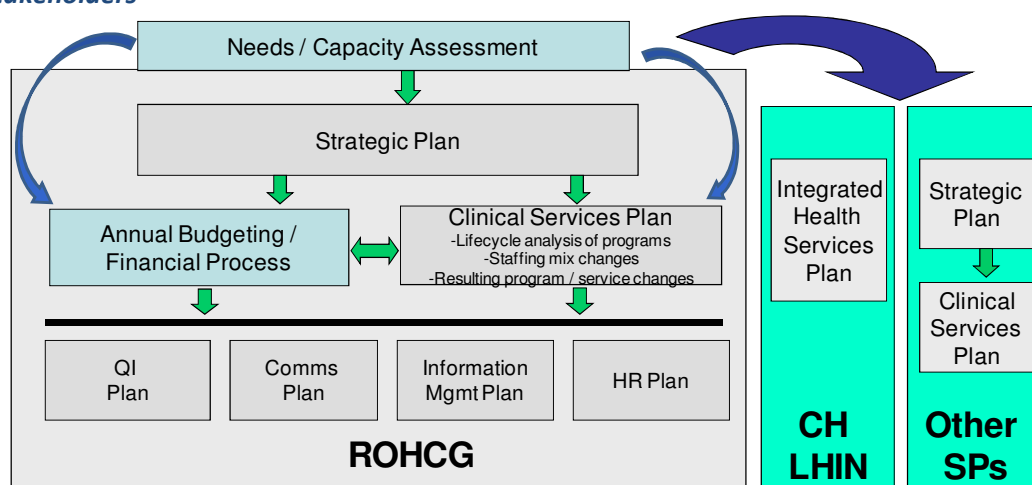 Needs / Capacity Assessment
Strategic Plan
Annual Budgeting /
Financial Process
Clinical Services Plan
-Lifecycle analysis of programs
-Staffing mix changes
-Resulting program / service changes
QI
Plan
Comms
Plan
Information
Mgmt Plan
HR Plan
ROHCG
Integrated
Health
Services
Plan
CH
LHIN
Strategic
Plan
Clinical
Services
Plan
Other
SPs